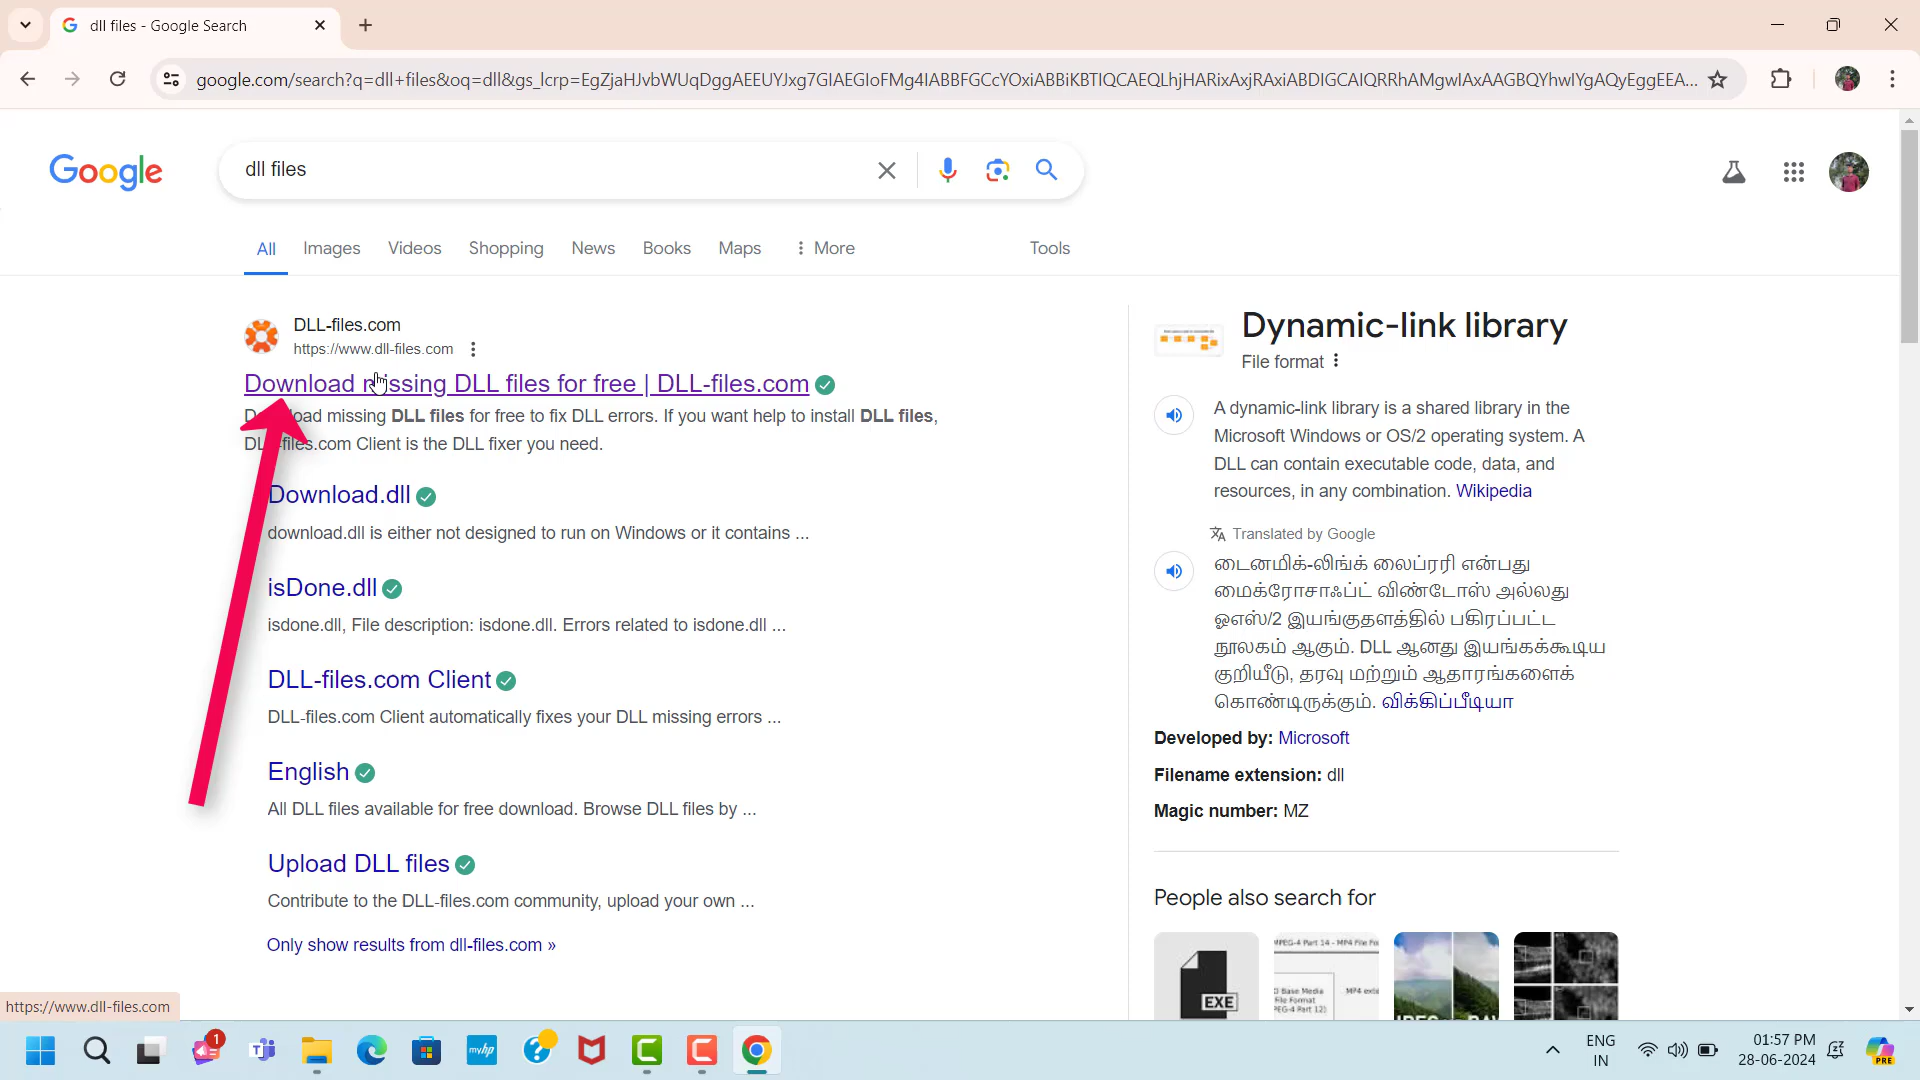 dll files - Google Search
google.com/search?q=dll+files&oq=dll&gs_lcrp=EgZjaHJvbWUqDggAEEUYJxg7GIAEGIoFMg4IABBFGCcYOxiABBiKBTIQCAEQLhjHARixAxjRAxiABDIGCAIQRRhAMgwIAxAAGBQYhwIYgAQyEggEEA...
Google
dll files
All Images Videos Shopping News Books Maps More Tools
DLL-files.com
https://www.dll-files.com
Download missing DLL files for free | DLL-files.com
missing DLL files for free to fix DLL errors. If you want help to install DLL files,
DLL-files.com Client is the DLL fixer you need.
Download.dll
download.dll is either not designed to run on Windows or it contains ...
isDone.dll
isdone.dll, File description: isdone.dll. Errors related to isdone.dll ...
DLL-files.com Client
DLL-files.com Client automatically fixes your DLL missing errors ...
English
All DLL files available for free download. Browse DLL files by ...
Upload DLL files
Contribute to the DLL-files.com community, upload your own ...
Only show results from dll-files.com »
Dynamic-link library
File format
A dynamic-link library is a shared library in the
Microsoft Windows or OS/2 operating system. A
DLL can contain executable code, data, and
resources, in any combination. Wikipedia
Translated by Google
டைனமிக்-லிங்க் லைப்ரரி என்பது
மைக்ரோசாஃப்ட் விண்டோஸ் அல்லது
ஓஎஸ்/2 இயங்குதளத்தில் பகிரப்பட்ட
நூலகம் ஆகும். DLL ஆனது இயங்கக்கூடிய
குறியீடு, தரவு மற்றும் ஆதாரங்களைக்
கொண்டிருக்கும். விக்கிப்பீடியா
Developed by: Microsoft
Filename extension: dll
Magic number: MZ
People also search for
EXE
MPEG-4 Part 14 - MP4 File Fo
Base Media
File Format
PEG-4 Part 12)
MP4 exte
https://www.dll-files.com
1
myhp
ENG
IN
01:57 PM
28-06-2024
PRE